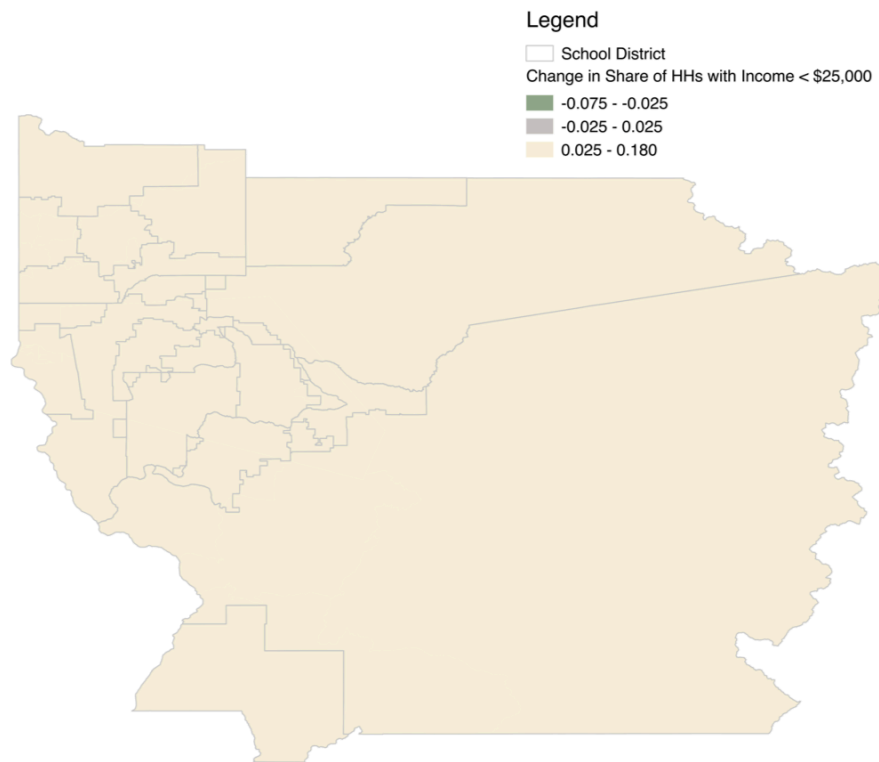 Legend
School District
Change in Share of HHs with Income < $25,000
-0.075 - -0.025
-0.025 - 0.025
0.025 - 0.180